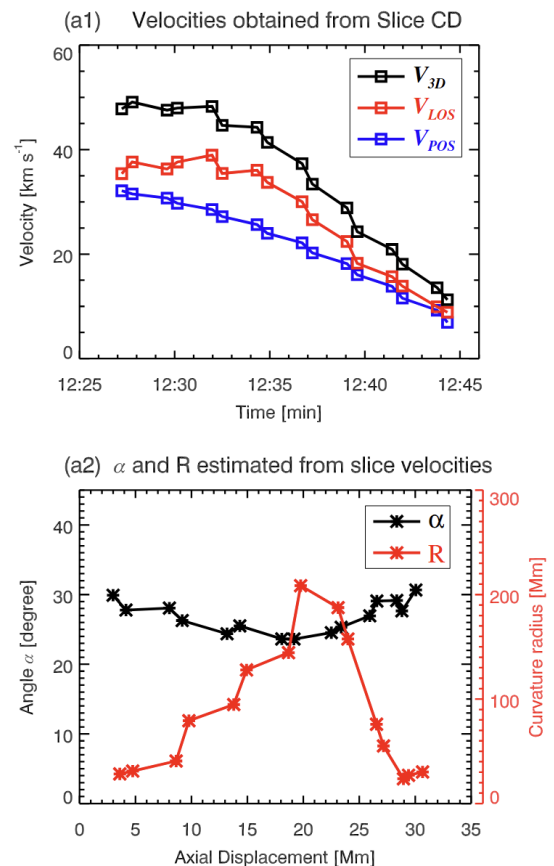 (a1) Velocities obtained from Slice CD
60
40
20
0
Velocity [km s⁻¹]
V3D
VLOS
VPOS
12:25 12:30 12:35 12:40 12:45
Time [min]
(a2) α and R estimated from slice velocities
40
30
20
10
0
Angle α [degree]
α
R
300
200
100
0
Curvature radius [Mm]
0 5 10 15 20 25 30 35
Axial Displacement [Mm]